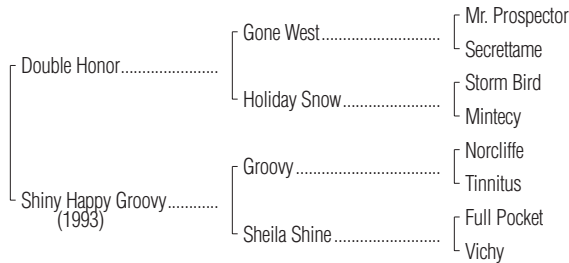 Mr. Prospector
Gone West
Secrettame
Double Honor
Storm Bird
Holiday Snow
Mintecy
Norcliffe
Groovy
Tinnitus
Shiny Happy Groovy
(1993)
Full Pocket
Sheila Shine
Vichy